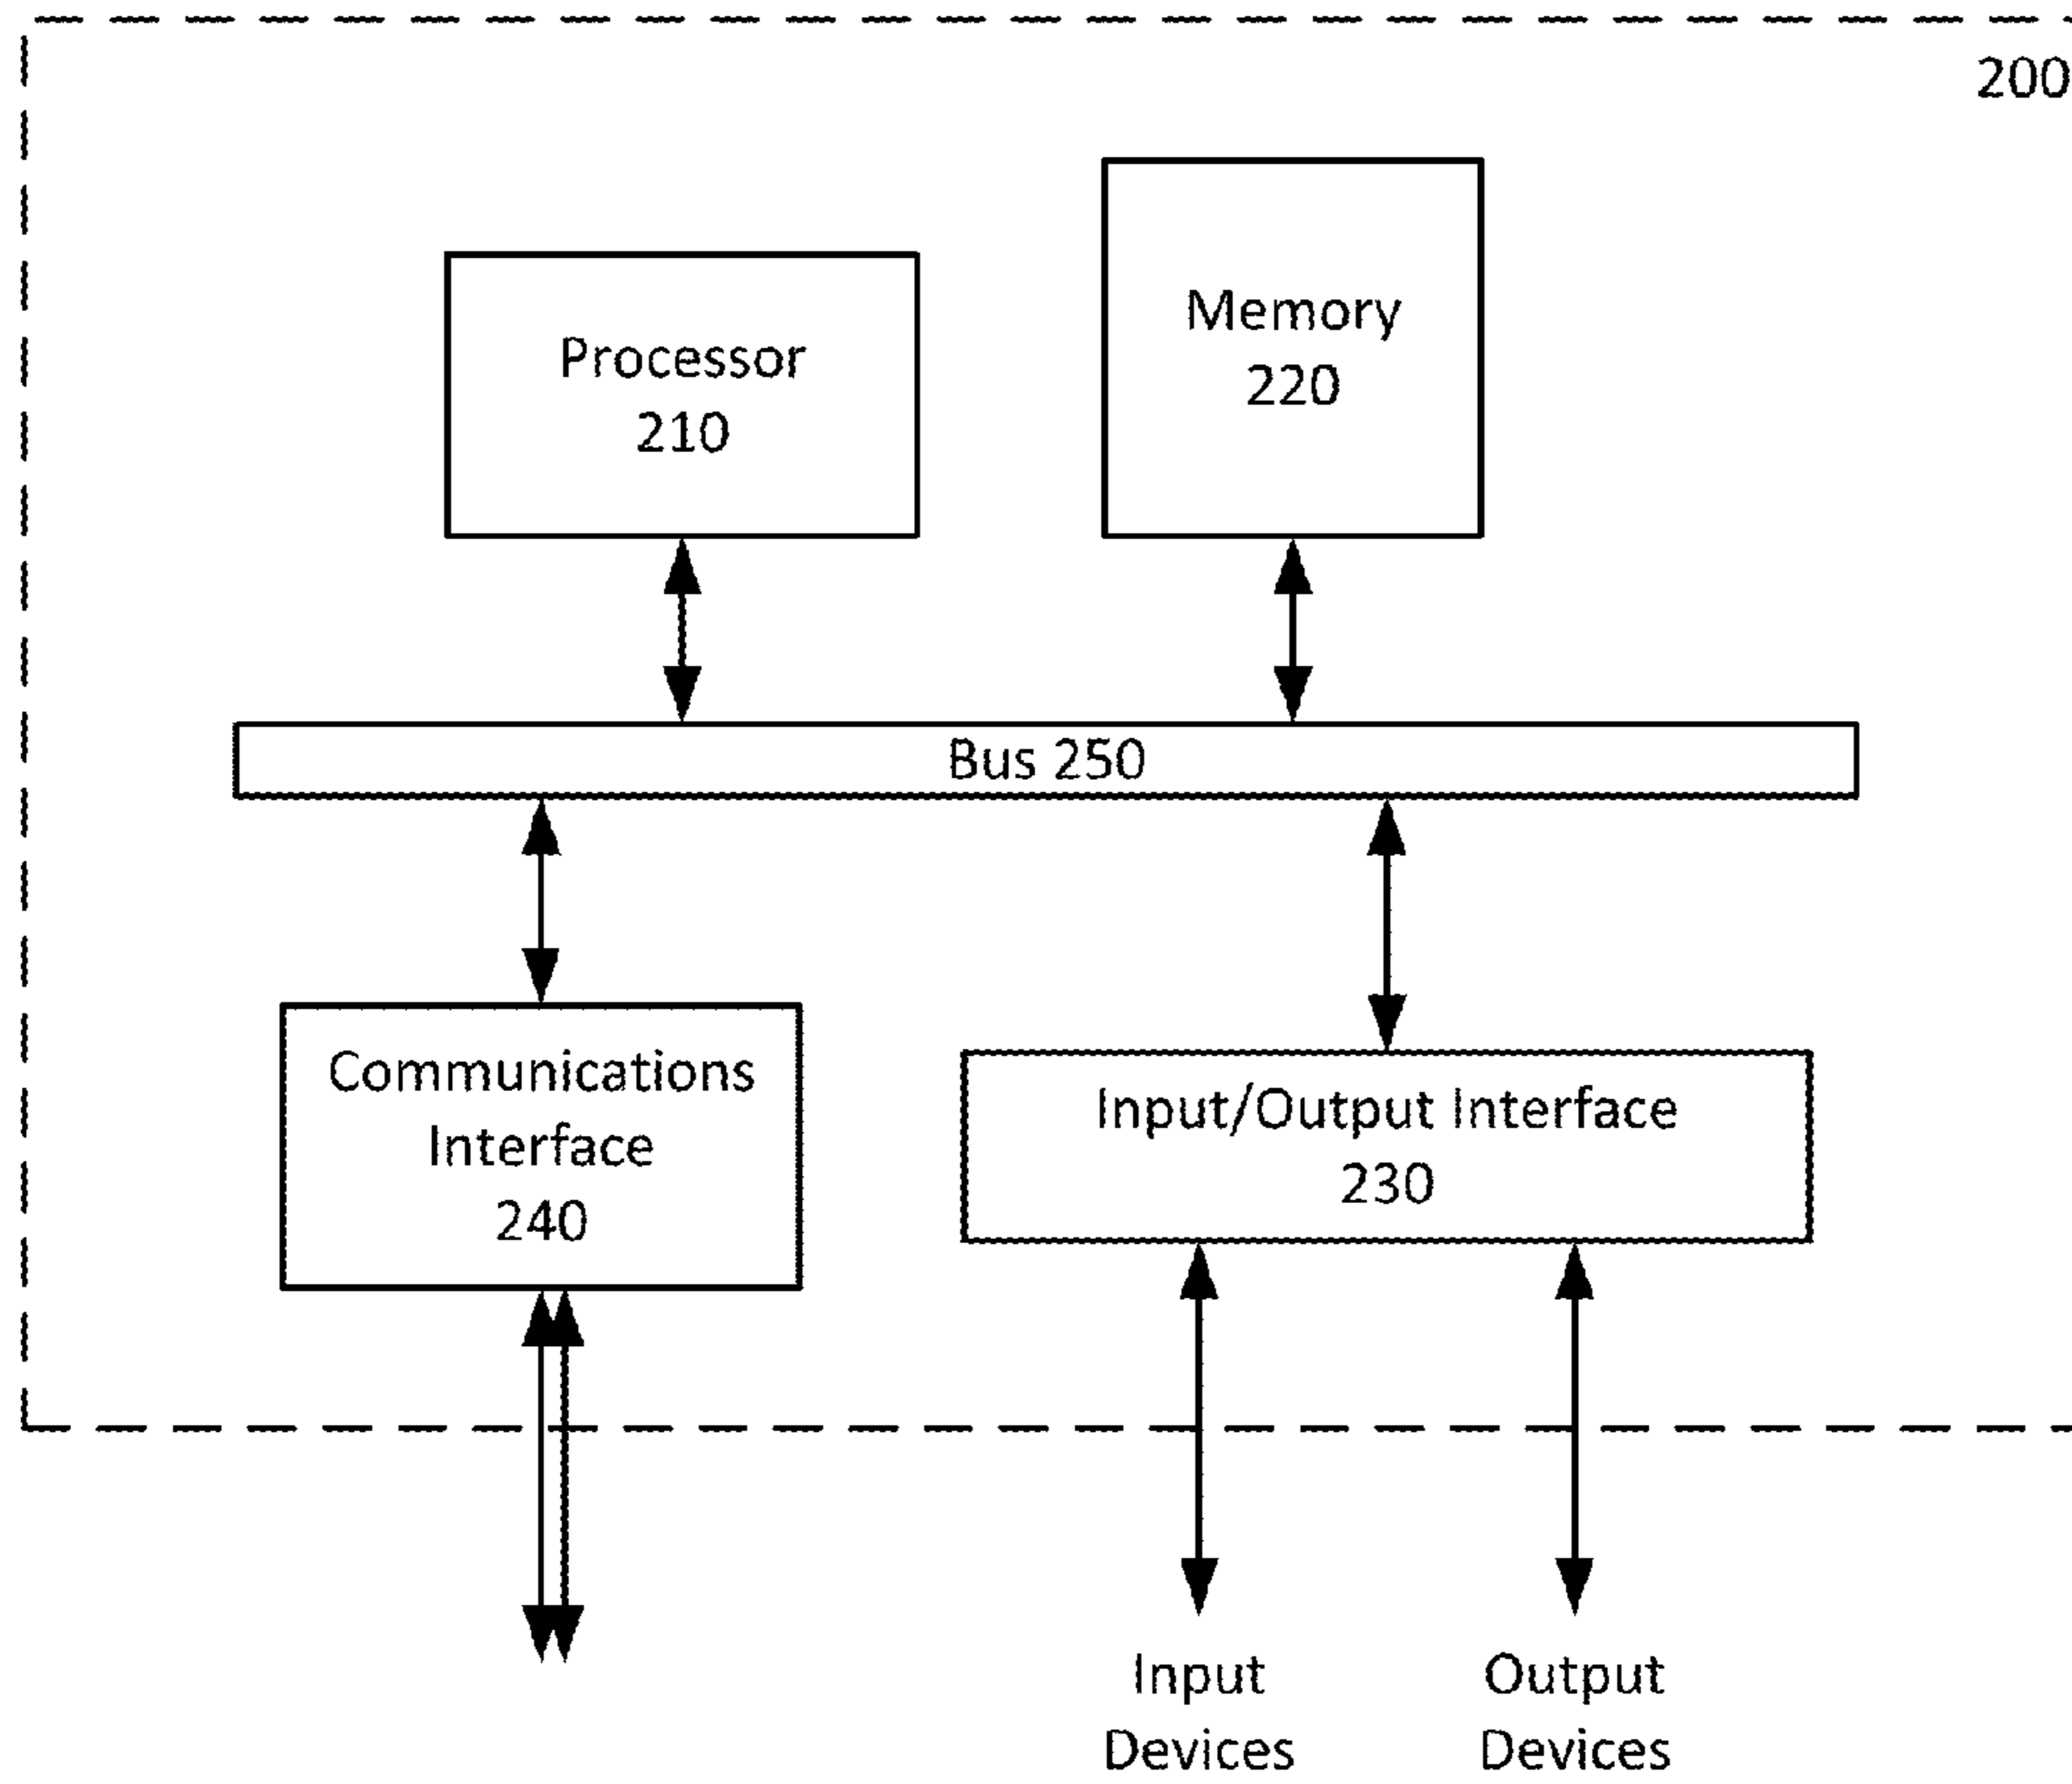 200
Processor
210
Memory
220
Bus 250
Communications
Interface
240
Input/Output Interface
230
Input
Devices
Output
Devices